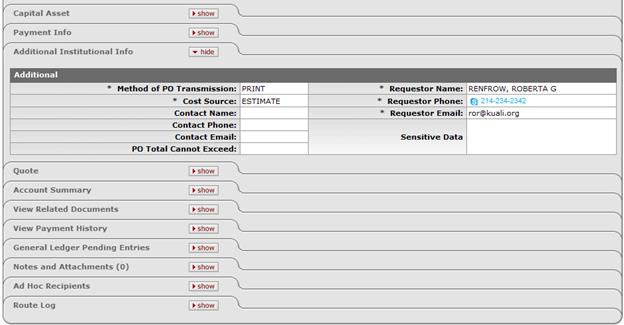 Capital Asset show
Payment Info show
Additional Institutional Info hide
Additional
* Method of PO Transmission: PRINT * Requestor Name: RENFROW, ROBERTA G
* Cost Source: ESTIMATE * Requestor Phone: 214-234-2342
Contact Name: * Requestor Email: ror@kuali.org
Contact Phone:
Contact Email: Sensitive Data
PO Total Cannot Exceed:
Quote show
Account Summary show
View Related Documents show
View Payment History show
General Ledger Pending Entries show
Notes and Attachments (0) show
Ad Hoc Recipients show
Route Log show